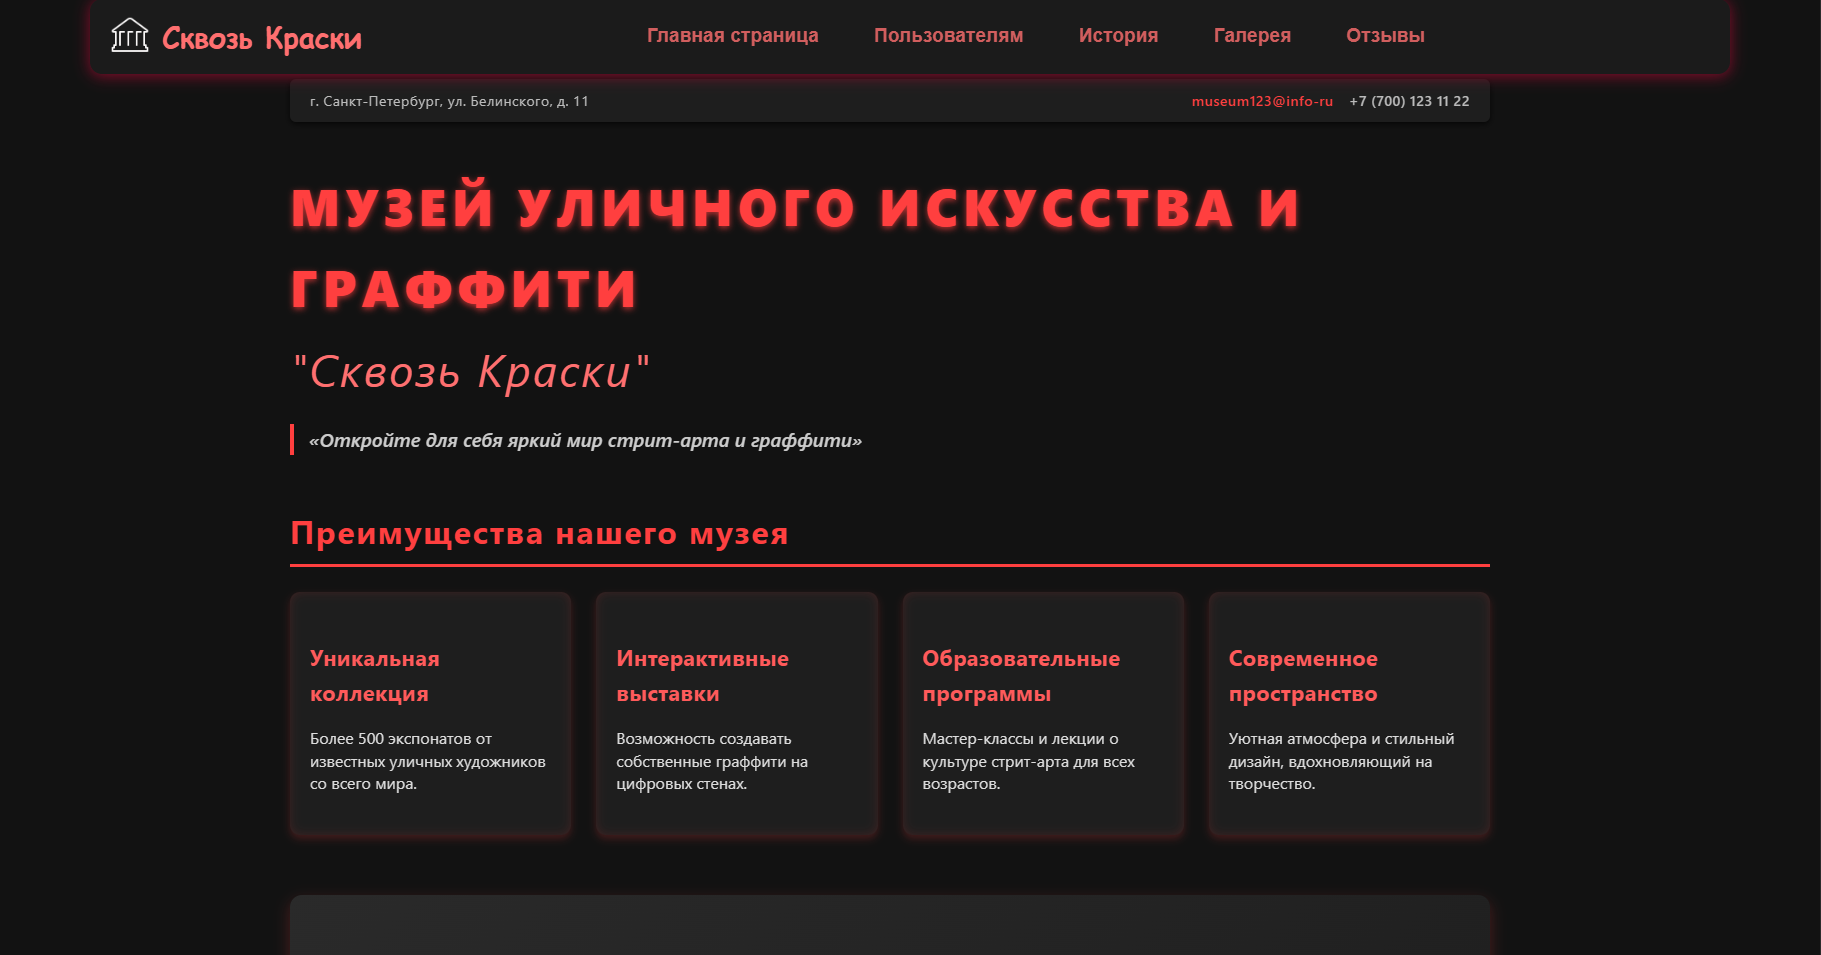 Сквозь Краски
Главная страница Пользователям История Галерея Отзывы
г. Санкт-Петербург, ул. Белинского, д. 11
museum123@info-ru +7 (700) 123 11 22
МУЗЕЙ УЛИЧНОГО ИСКУССТВА И
ГРАФФИТИ
"Сквозь Краски"
«Откройте для себя яркий мир стрит-арта и граффити»
Преимущества нашего музея
Уникальная
коллекция
Более 500 экспонатов от
известных уличных художников
со всего мира.
Интерактивные
выставки
Возможность создавать
собственные граффити на
цифровых стенах.
Образовательные
программы
Мастер-классы и лекции о
культуре стрит-арта для всех
возрастов.
Современное
пространство
Уютная атмосфера и стильный
дизайн, вдохновляющий на
творчество.